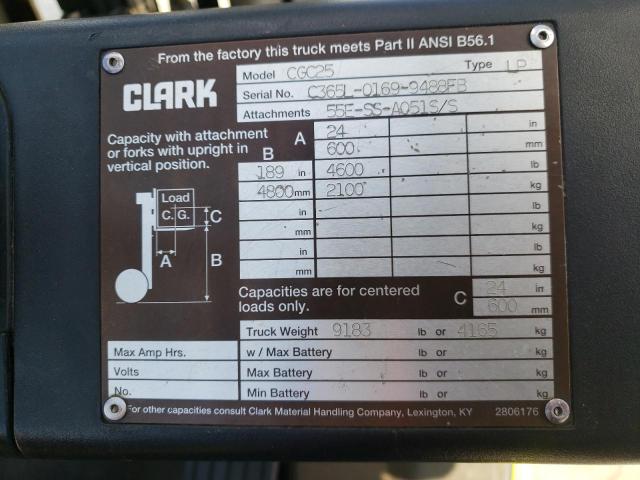 From the factory this truck meets Part II ANSI B56.1
CLARK
Model CGC25 Type LP
Serial No. C365L-0169-9488FB
Attachments 55E-SS-A051S/S
Capacity with attachment
or forks with upright in
vertical position.
A 24 in
600 mm
B
189 in 4600 lb
4800 mm 2100 kg
in lb
mm kg
in lb
mm kg
Load
C. G.
C
A
B
Capacities are for centered
loads only.
C 24 in
600 mm
Truck Weight 9183 lb or 4165 kg
Max Amp Hrs. w / Max Battery lb or kg
Volts Max Battery lb or kg
No. Min Battery lb or kg
For other capacities consult Clark Material Handling Company, Lexington, KY 2806176